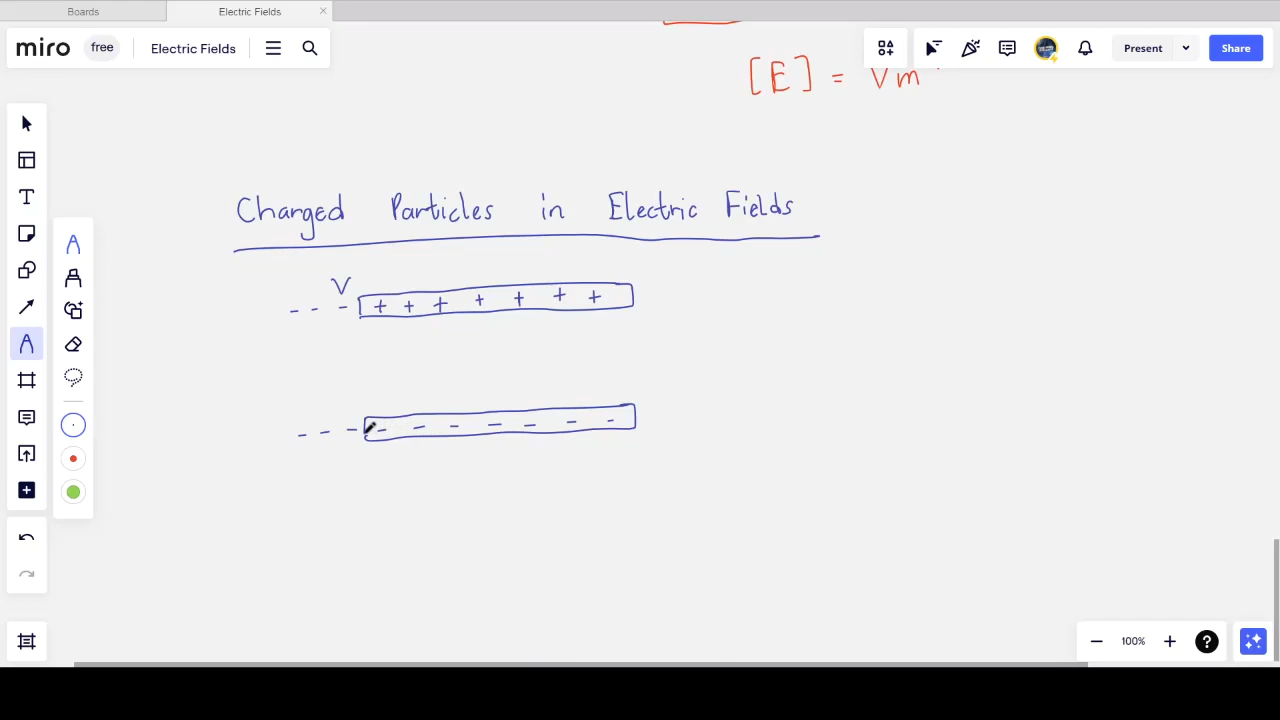 Boards
Electric Fields
miro free Electric Fields
Present
Share
[E] = Vm
Charged Particles in Electric Fields
V
- - - + + + + + + +
- - - - - - - - - -
100%